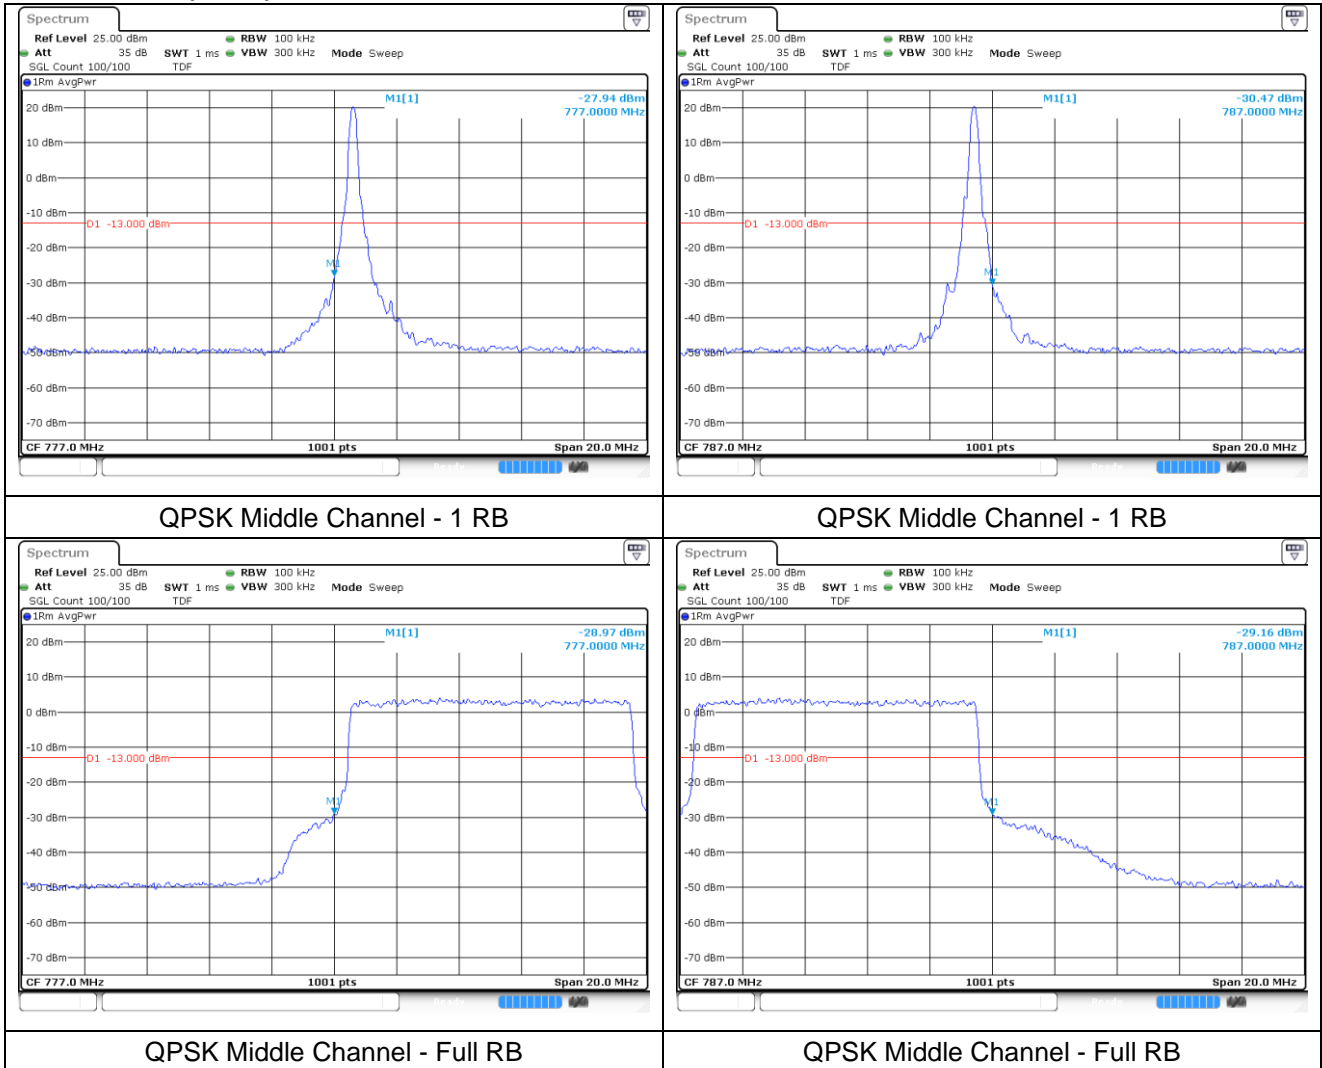 Spectrum
Ref Level 25.00 dBm RBW 100 kHz
Att 35 dB SWT 1 ms VBW 300 kHz Mode Sweep
SGL Count 100/100 TDF
1Rm AvgPwr
M1[1] -27.94 dBm
777.0000 MHz
20 dBm
10 dBm
0 dBm
-10 dBm
D1 -13.000 dBm
-20 dBm
M1
-30 dBm
-40 dBm
-50 dBm
-60 dBm
-70 dBm
CF 777.0 MHz 1001 pts Span 20.0 MHz
Spectrum
Ref Level 25.00 dBm RBW 100 kHz
Att 35 dB SWT 1 ms VBW 300 kHz Mode Sweep
SGL Count 100/100 TDF
1Rm AvgPwr
M1[1] -30.47 dBm
787.0000 MHz
20 dBm
10 dBm
0 dBm
-10 dBm
D1 -13.000 dBm
-20 dBm
M1
-30 dBm
-40 dBm
-50 dBm
-60 dBm
-70 dBm
CF 787.0 MHz 1001 pts Span 20.0 MHz
QPSK Middle Channel - 1 RB
QPSK Middle Channel - 1 RB
Spectrum
Ref Level 25.00 dBm RBW 100 kHz
Att 35 dB SWT 1 ms VBW 300 kHz Mode Sweep
SGL Count 100/100 TDF
1Rm AvgPwr
M1[1] -28.97 dBm
777.0000 MHz
20 dBm
10 dBm
0 dBm
-10 dBm
D1 -13.000 dBm
-20 dBm
M1
-30 dBm
-40 dBm
-50 dBm
-60 dBm
-70 dBm
CF 777.0 MHz 1001 pts Span 20.0 MHz
Spectrum
Ref Level 25.00 dBm RBW 100 kHz
Att 35 dB SWT 1 ms VBW 300 kHz Mode Sweep
SGL Count 100/100 TDF
1Rm AvgPwr
M1[1] -29.16 dBm
787.0000 MHz
20 dBm
10 dBm
0 dBm
-10 dBm
D1 -13.000 dBm
-20 dBm
M1
-30 dBm
-40 dBm
-50 dBm
-60 dBm
-70 dBm
CF 787.0 MHz 1001 pts Span 20.0 MHz
QPSK Middle Channel - Full RB
QPSK Middle Channel - Full RB